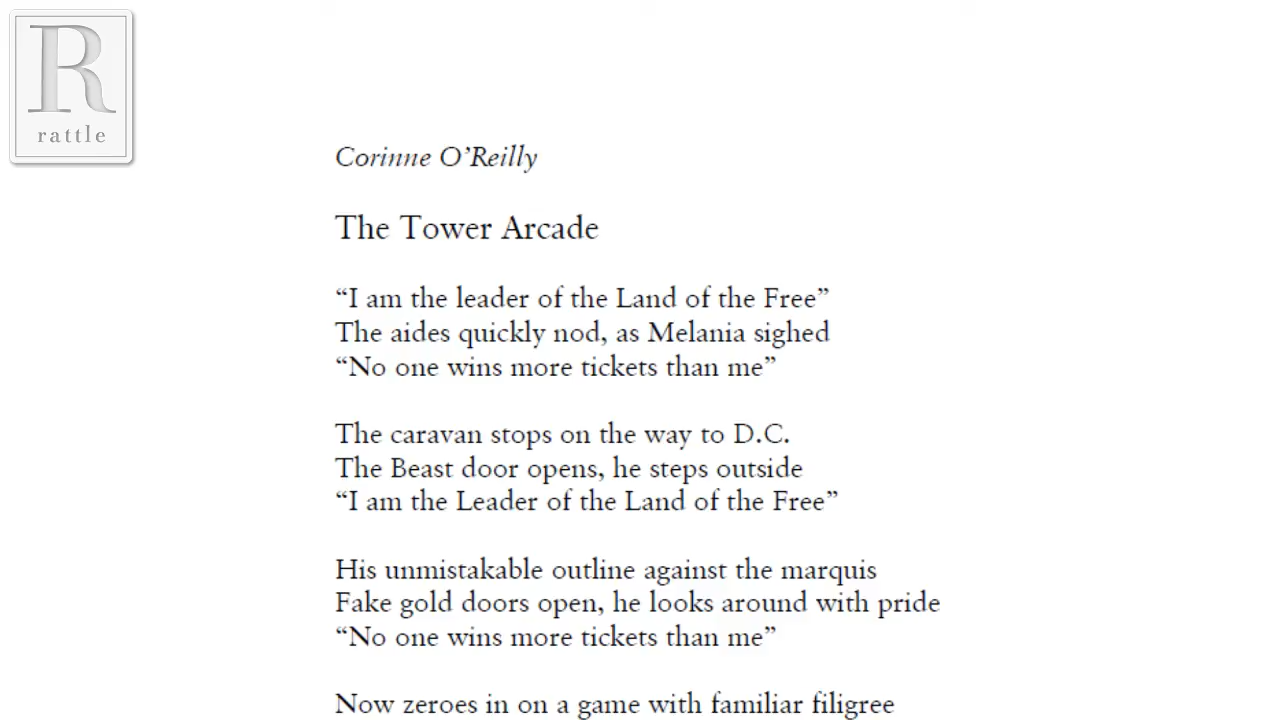 R
rattle
Corinne O’Reilly
The Tower Arcade
“I am the leader of the Land of the Free”
The aides quickly nod, as Melania sighed
“No one wins more tickets than me”
The caravan stops on the way to D.C.
The Beast door opens, he steps outside
“I am the Leader of the Land of the Free”
His unmistakable outline against the marquis
Fake gold doors open, he looks around with pride
“No one wins more tickets than me”
Now zeroes in on a game with familiar filigree